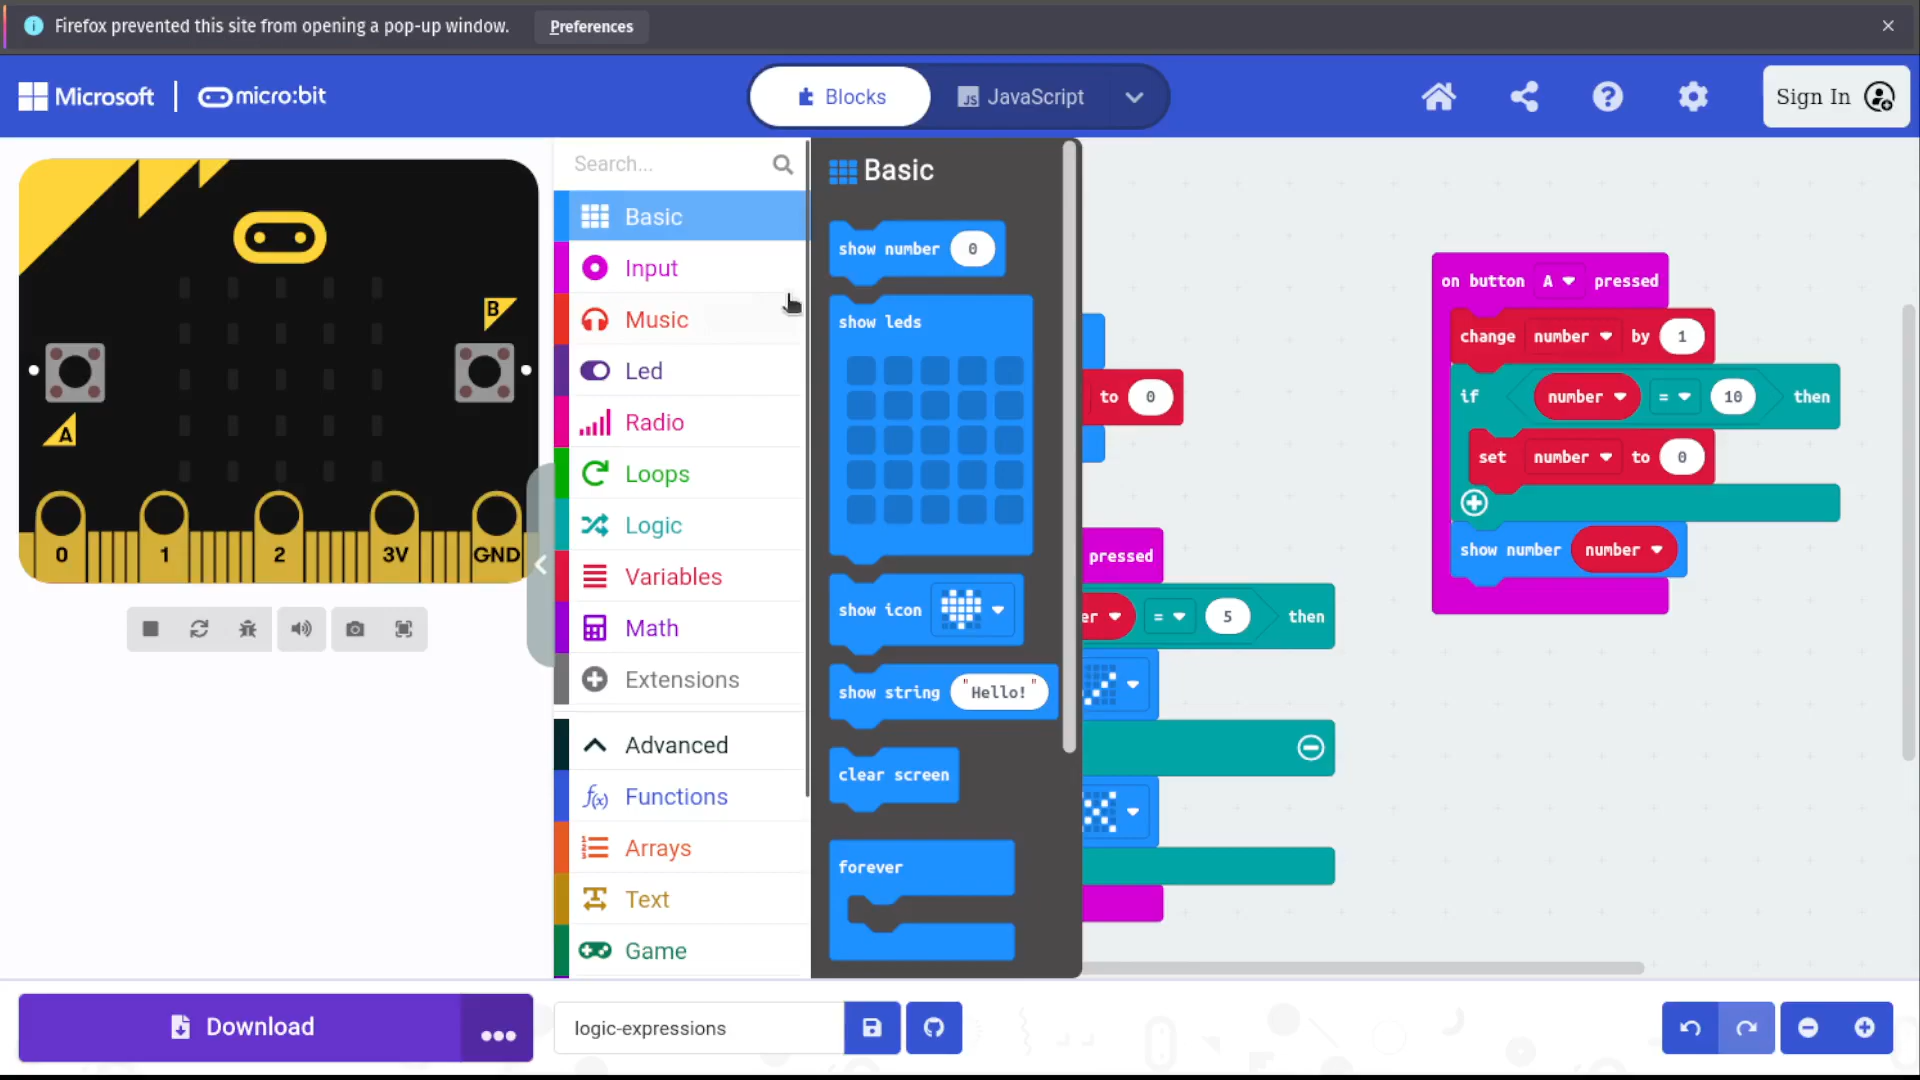 Firefox prevented this site from opening a pop-up window. Preferences
Microsoft micro:bit Blocks JS JavaScript Sign In
Search...
Basic
Input
Music
Led
Radio
Loops
Logic
Variables
Math
Extensions
Advanced
f(x) Functions
Arrays
Text
Game
Basic
show number 0
show leds
show icon
show string "Hello!"
clear screen
forever
to 0
pressed
er = 5 then
on button A pressed
change number by 1
if number = 10 then
set number to 0
show number number
B
A
0 1 2 3V GND
Download
logic-expressions